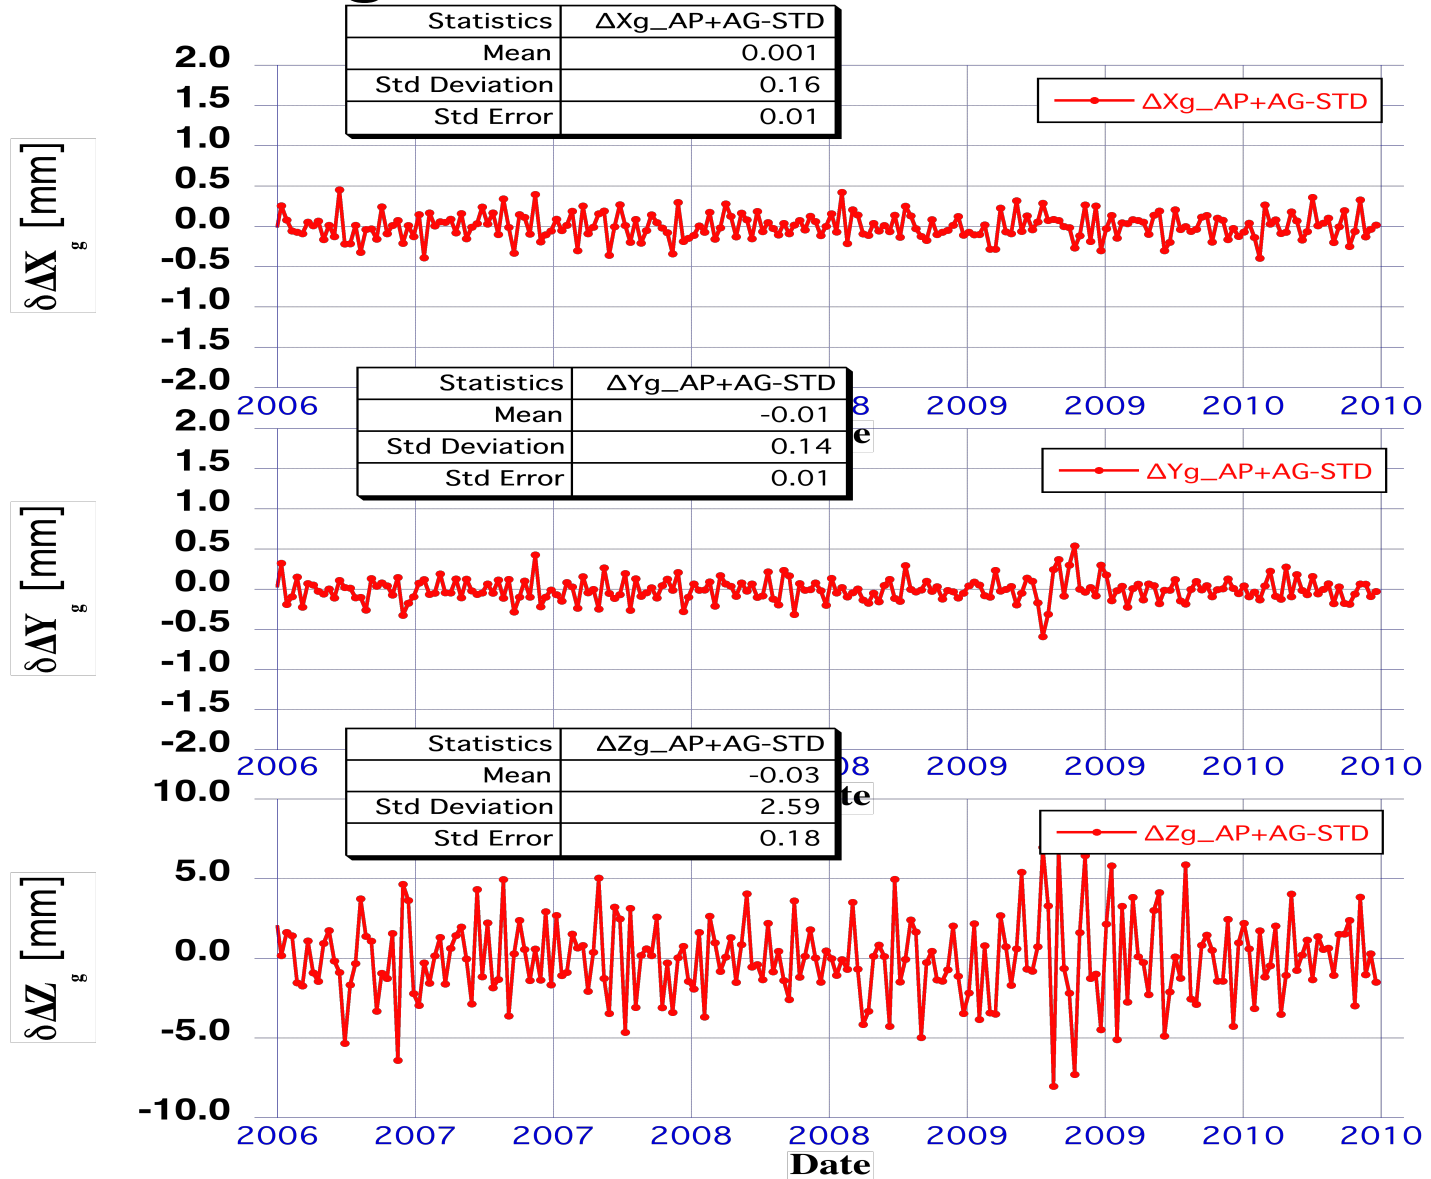 Statistics ΔXg_AP+AG-STD
Mean 0.001
Std Deviation 0.16
Std Error 0.01
ΔXg_AP+AG-STD
δΔX g [mm]
2.0
1.5
1.0
0.5
0.0
-0.5
-1.0
-1.5
-2.0
2006 8 2009 2009 2010 2010
e
Statistics ΔYg_AP+AG-STD
Mean -0.01
Std Deviation 0.14
Std Error 0.01
ΔYg_AP+AG-STD
δΔY g [mm]
2.0
1.5
1.0
0.5
0.0
-0.5
-1.0
-1.5
-2.0
2006 08 2009 2009 2010 2010
te
Statistics ΔZg_AP+AG-STD
Mean -0.03
Std Deviation 2.59
Std Error 0.18
ΔZg_AP+AG-STD
δΔZ g [mm]
10.0
5.0
0.0
-5.0
-10.0
2006 2007 2007 2008 2008 2009 2009 2010 2010
Date